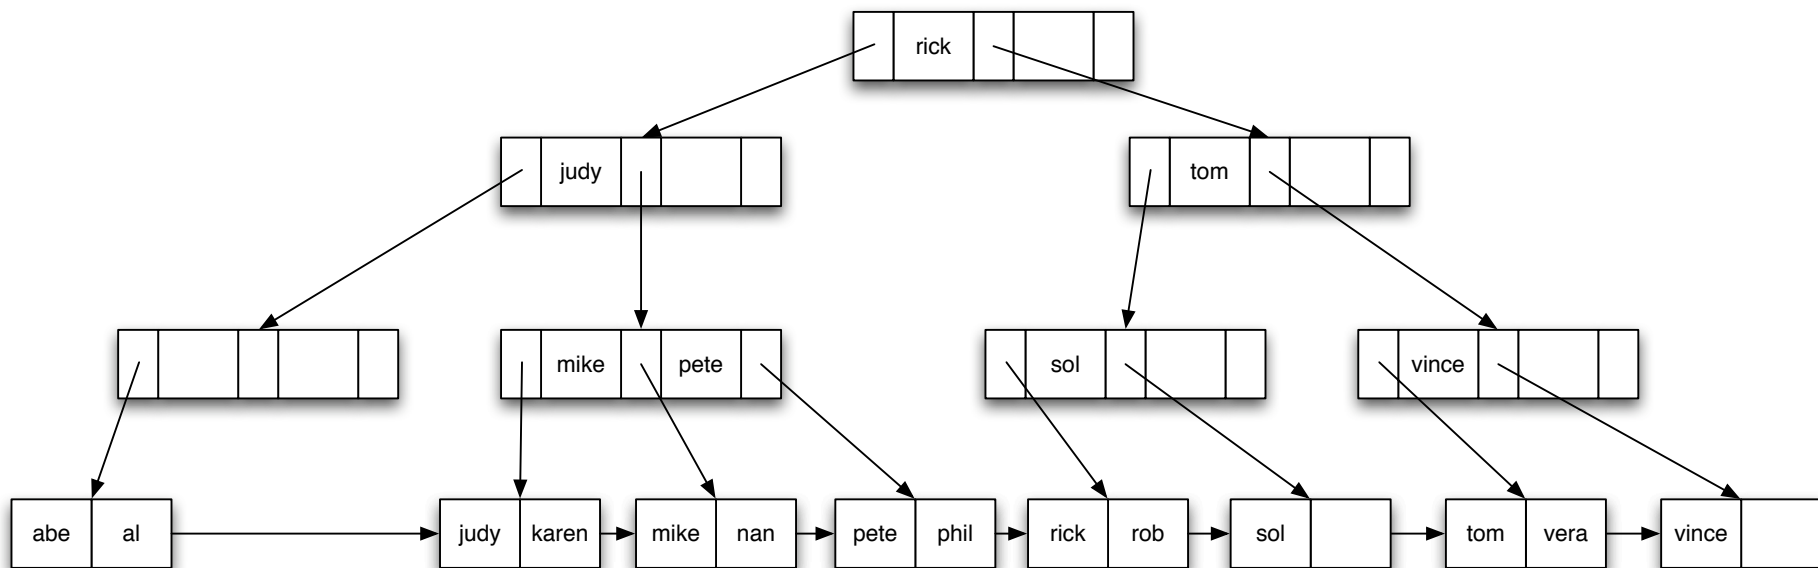 rick
judy tom
mike pete sol vince
abe al judy karen mike nan pete phil rick rob sol tom vera vince